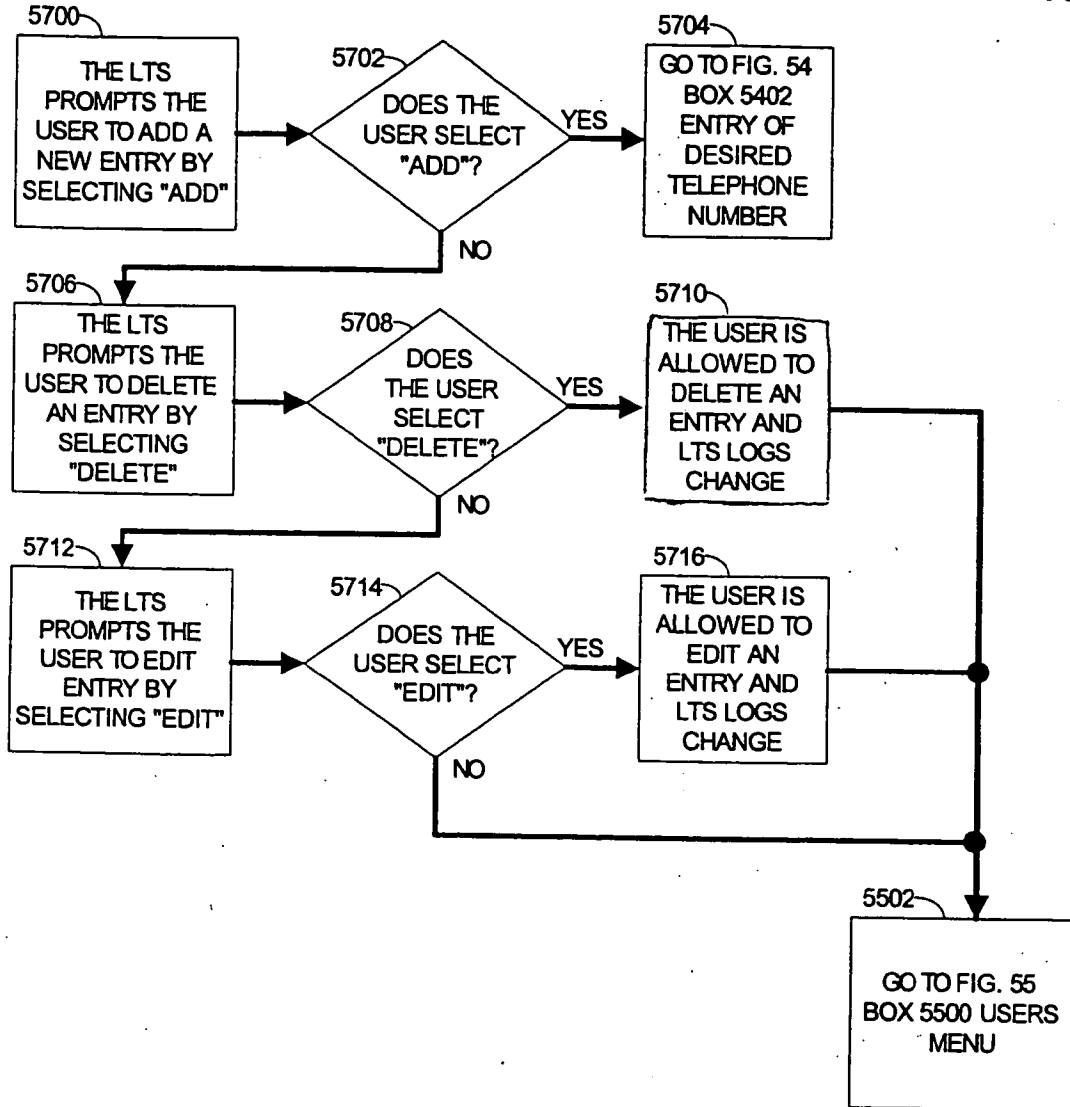 5700
THE LTS
PROMPTS THE
USER TO ADD A
NEW ENTRY BY
SELECTING "ADD"
5702
DOES THE
USER SELECT
"ADD"?
YES
NO
5704
GO TO FIG. 54
BOX 5402
ENTRY OF
DESIRED
TELEPHONE
NUMBER
5706
THE LTS
PROMPTS THE
USER TO DELETE
AN ENTRY BY
SELECTING
"DELETE"
5708
DOES
THE USER
SELECT
"DELETE"?
YES
NO
5710
THE USER IS
ALLOWED TO
DELETE AN
ENTRY AND
LTS LOGS
CHANGE
5712
THE LTS
PROMPTS THE
USER TO EDIT
ENTRY BY
SELECTING "EDIT"
5714
DOES THE
USER SELECT
"EDIT"?
YES
NO
5716
THE USER IS
ALLOWED TO
EDIT AN
ENTRY AND
LTS LOGS
CHANGE
5502
GO TO FIG. 55
BOX 5500 USERS
MENU